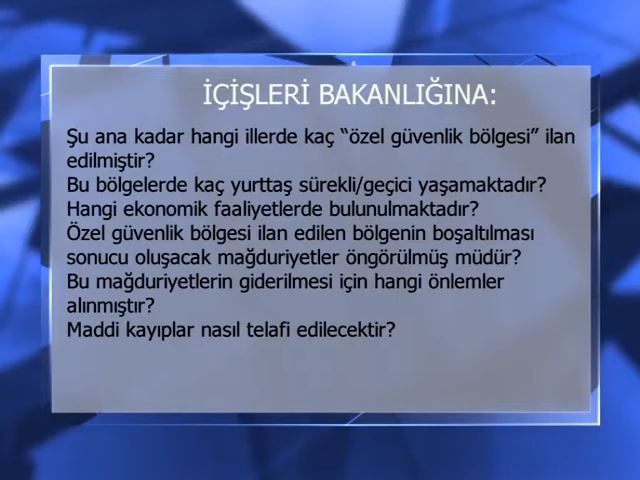 İÇİŞLERİ BAKANLIĞINA:
Şu ana kadar hangi illerde kaç “özel güvenlik bölgesi” ilan
edilmiştir?
Bu bölgelerde kaç yurttaş sürekli/geçici yaşamaktadır?
Hangi ekonomik faaliyetlerde bulunulmaktadır?
Özel güvenlik bölgesi ilan edilen bölgenin boşaltılması
sonucu oluşacak mağduriyetler öngörülmüş müdür?
Bu mağduriyetlerin giderilmesi için hangi önlemler
alınmıştır?
Maddi kayıplar nasıl telafi edilecektir?